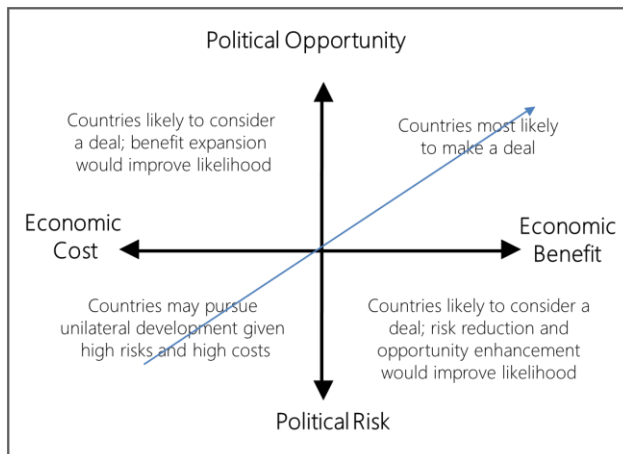 Political Opportunity
Countries likely to consider
a deal; benefit expansion
would improve likelihood
Countries most likely
to make a deal
Economic
Cost
Economic
Benefit
Countries may pursue
unilateral development given
high risks and high costs
Countries likely to consider a
deal; risk reduction and
opportunity enhancement
would improve likelihood
Political Risk